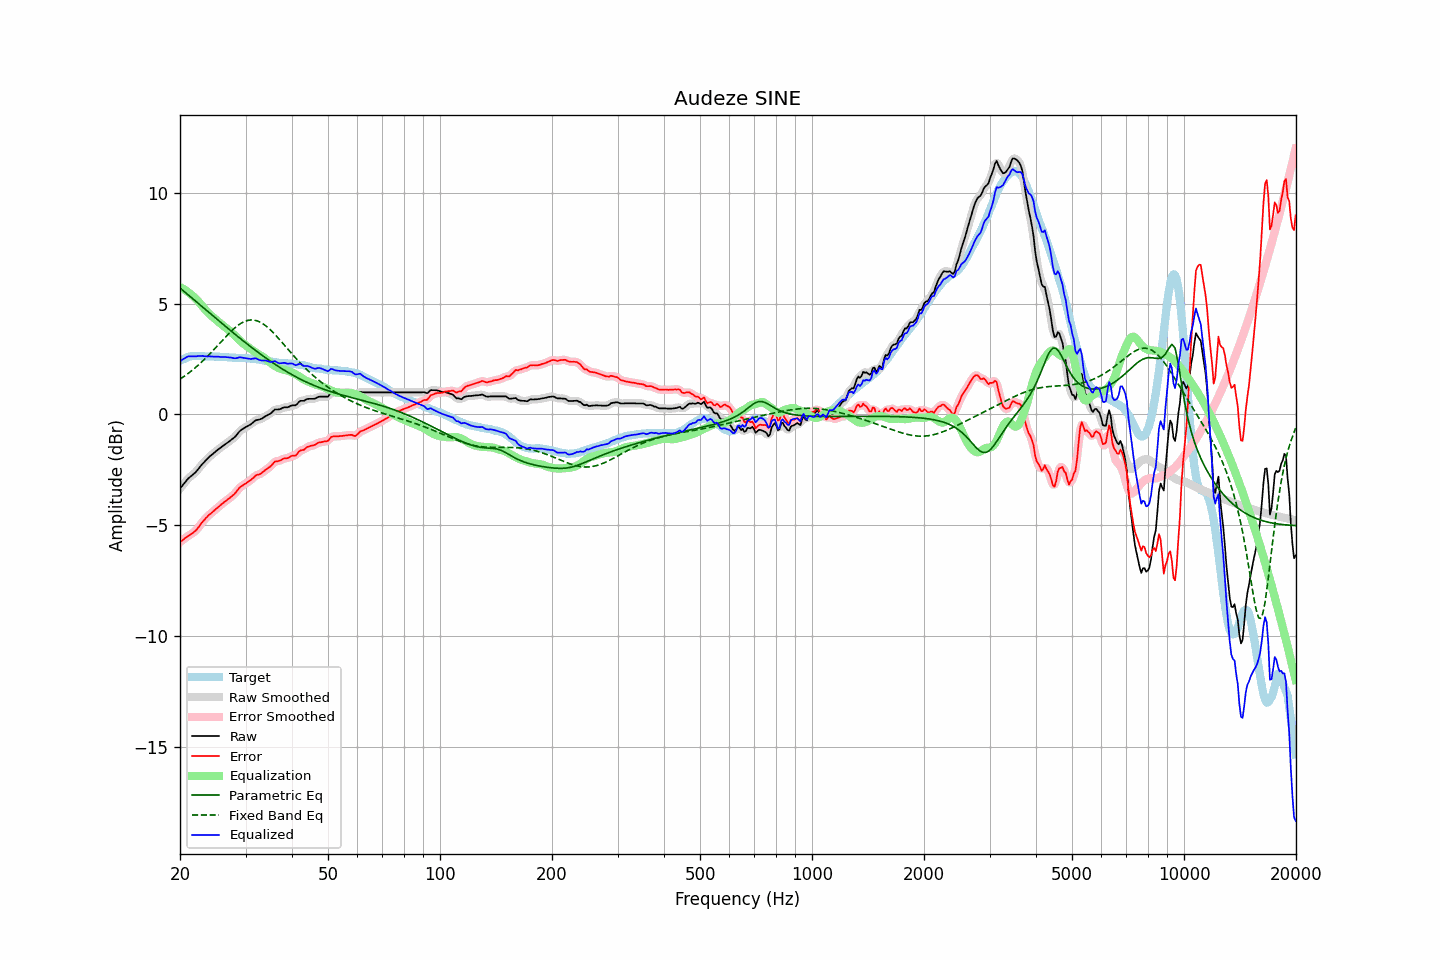 Audeze SINE
Amplitude (dBr)
10
5
0
−5
−10
−15
Target
Raw Smoothed
Error Smoothed
Raw
Error
Equalization
Parametric Eq
Fixed Band Eq
Equalized
20 50 100 200 500 1000 2000 5000 10000 20000
Frequency (Hz)